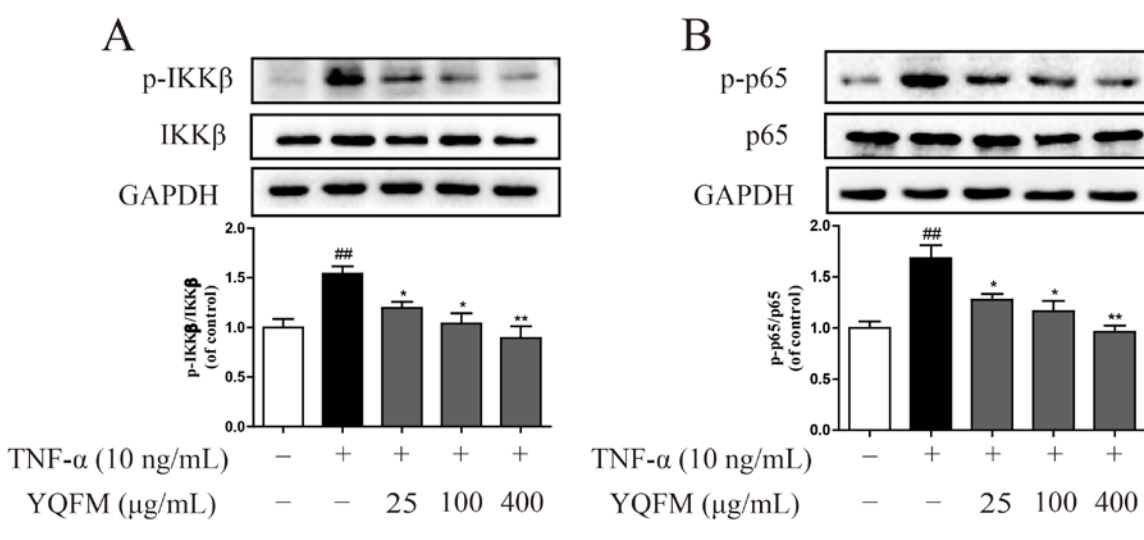 A
p-IKKβ
IKKβ
GAPDH
2.0
1.5
1.0
0.5
0.0
p-IKKβ/IKKβ
(of control)
##
*
*
**
TNF-α (10 ng/mL) − + + + +
YQFM (μg/mL) − − 25 100 400
B
p-p65
p65
GAPDH
2.0
1.5
1.0
0.5
0.0
p-p65/p65
(of control)
##
*
*
**
TNF-α (10 ng/mL) − + + + +
YQFM (μg/mL) − − 25 100 400